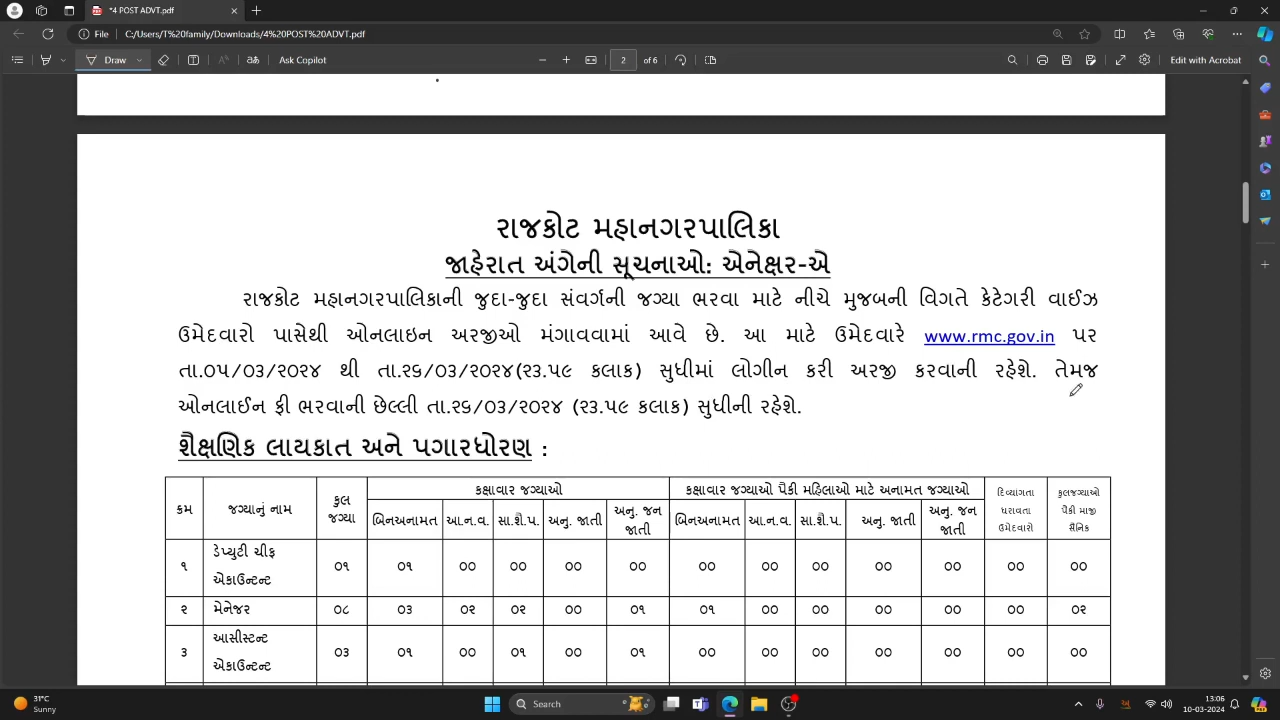 *4 POST ADVT.pdf
File C:/Users/T8family/Downloads/4%20POST%20ADVT.pdf
Draw Ask Copilot 2 of 6 Edit with Acrobat
રાજકોટ મહાનગરપાલિકા
જાહેરાત અંગેની સૂચનાઓ: એનેક્ષર-એ
રાજકોટ મહાનગરપાલિકાની જુદા-જુદા સંવર્ગની જગ્યા ભરવા માટે નીચે મુજબની વિગતે કેટેગરી વાઈઝ
ઉમેદવારો પાસેથી ઓનલાઇન અરજીઓ મંગાવવામાં આવે છે. આ માટે ઉમેદવારે www.rmc.gov.in પર
તા.૦૫/૦૩/૨૦૨૪ થી તા.૨૬/૦૩/૨૦૨૪(૨૩.૫૯ કલાક) સુધીમાં લોગીન કરી અરજી કરવાની રહેશે. તેમજ
ઓનલાઈન ફી ભરવાની છેલ્લી તા.૨૬/૦૩/૨૦૨૪ (૨૩.૫૯ કલાક) સુધીની રહેશે.
શૈક્ષણિક લાયકાત અને પગારધોરણ :
ક્રમ જગ્યાનું નામ કુલ જગ્યા કક્ષાવાર જગ્યાઓ કક્ષાવાર જગ્યાઓ પૈકી મહિલાઓ માટે અનામત જગ્યાઓ દિવ્યાંગતા ધરાવતા ઉમેદવારો કુલજગ્યાઓ પૈકી માજી સૈનિક
બિનઅનામત આ.ન.વ. સા.શૈ.પ. અનુ. જાતી અનુ. જન જાતી બિનઅનામત આ.ન.વ. સા.શૈ.પ. અનુ. જાતી અનુ. જન જાતી
૧ ડેપ્યુટી ચીફ એકાઉન્ટન્ટ ૦૧ ૦૧ ૦૦ ૦૦ ૦૦ ૦૦ ૦૦ ૦૦ ૦૦ ૦૦ ૦૦ ૦૦ ૦૦
૨ મેનેજર ૦૮ ૦૩ ૦૨ ૦૨ ૦૦ ૦૧ ૦૧ ૦૦ ૦૦ ૦૦ ૦૦ ૦૦ ૦૨
૩ આસીસ્ટન્ટ એકાઉન્ટન્ટ ૦૩ ૦૧ ૦૦ ૦૧ ૦૦ ૦૧ ૦૦ ૦૦ ૦૦ ૦૦ ૦૦ ૦૦ ૦૦
31°C
Sunny
Search
13:06
10-03-2024